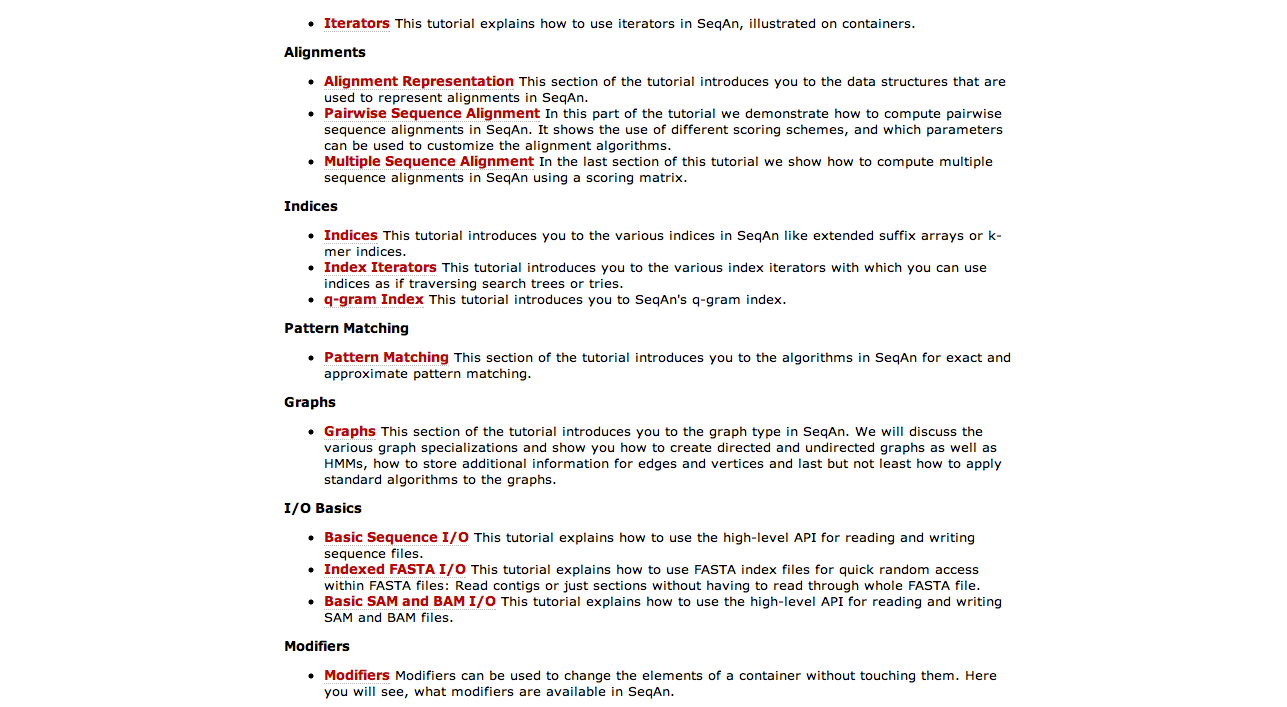 Iterators This tutorial explains how to use iterators in SeqAn, illustrated on containers.
Alignments
Alignment Representation This section of the tutorial introduces you to the data structures that are
used to represent alignments in SeqAn.
Pairwise Sequence Alignment In this part of the tutorial we demonstrate how to compute pairwise
sequence alignments in SeqAn. It shows the use of different scoring schemes, and which parameters
can be used to customize the alignment algorithms.
Multiple Sequence Alignment In the last section of this tutorial we show how to compute multiple
sequence alignments in SeqAn using a scoring matrix.
Indices
Indices This tutorial introduces you to the various indices in SeqAn like extended suffix arrays or k-
mer indices.
Index Iterators This tutorial introduces you to the various index iterators with which you can use
indices as if traversing search trees or tries.
q-gram Index This tutorial introduces you to SeqAn's q-gram index.
Pattern Matching
Pattern Matching This section of the tutorial introduces you to the algorithms in SeqAn for exact and
approximate pattern matching.
Graphs
Graphs This section of the tutorial introduces you to the graph type in SeqAn. We will discuss the
various graph specializations and show you how to create directed and undirected graphs as well as
HMMs, how to store additional information for edges and vertices and last but not least how to apply
standard algorithms to the graphs.
I/O Basics
Basic Sequence I/O This tutorial explains how to use the high-level API for reading and writing
sequence files.
Indexed FASTA I/O This tutorial explains how to use FASTA index files for quick random access
within FASTA files: Read contigs or just sections without having to read through whole FASTA file.
Basic SAM and BAM I/O This tutorial explains how to use the high-level API for reading and writing
SAM and BAM files.
Modifiers
Modifiers Modifiers can be used to change the elements of a container without touching them. Here
you will see, what modifiers are available in SeqAn.